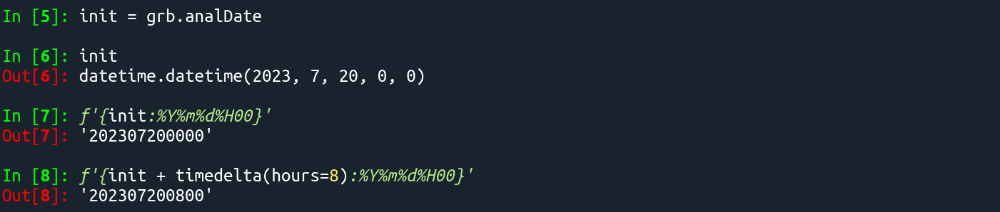 In [5]: init = grb.analDate
In [6]: init
Out[6]: datetime.datetime(2023, 7, 20, 0, 0)
In [7]: f'{init:%Y%m%d%H00}'
Out[7]: '202307200000'
In [8]: f'{init + timedelta(hours=8):%Y%m%d%H00}'
Out[8]: '202307200800'